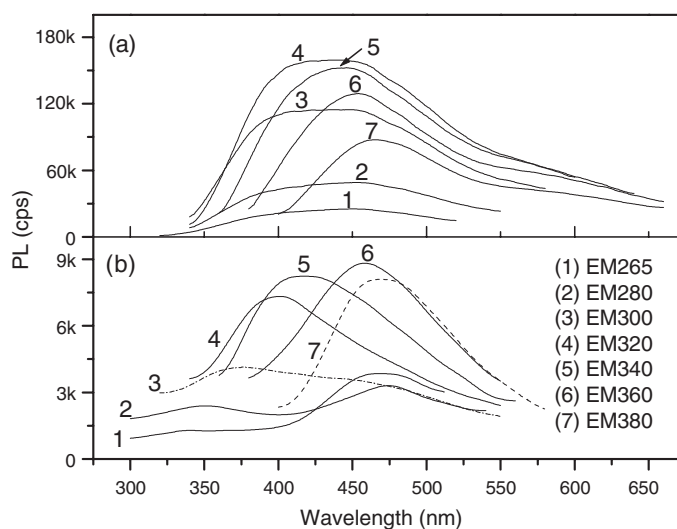 180k
(a)
4
5
120k
3
6
7
60k
2
1
0
PL (cps)
9k
(b)
6
5
(1) EM265
(2) EM280
6k
4
(3) EM300
7
(4) EM320
3
(5) EM340
3k
2
(6) EM360
1
(7) EM380
0
300 350 400 450 500 550 600 650
Wavelength (nm)